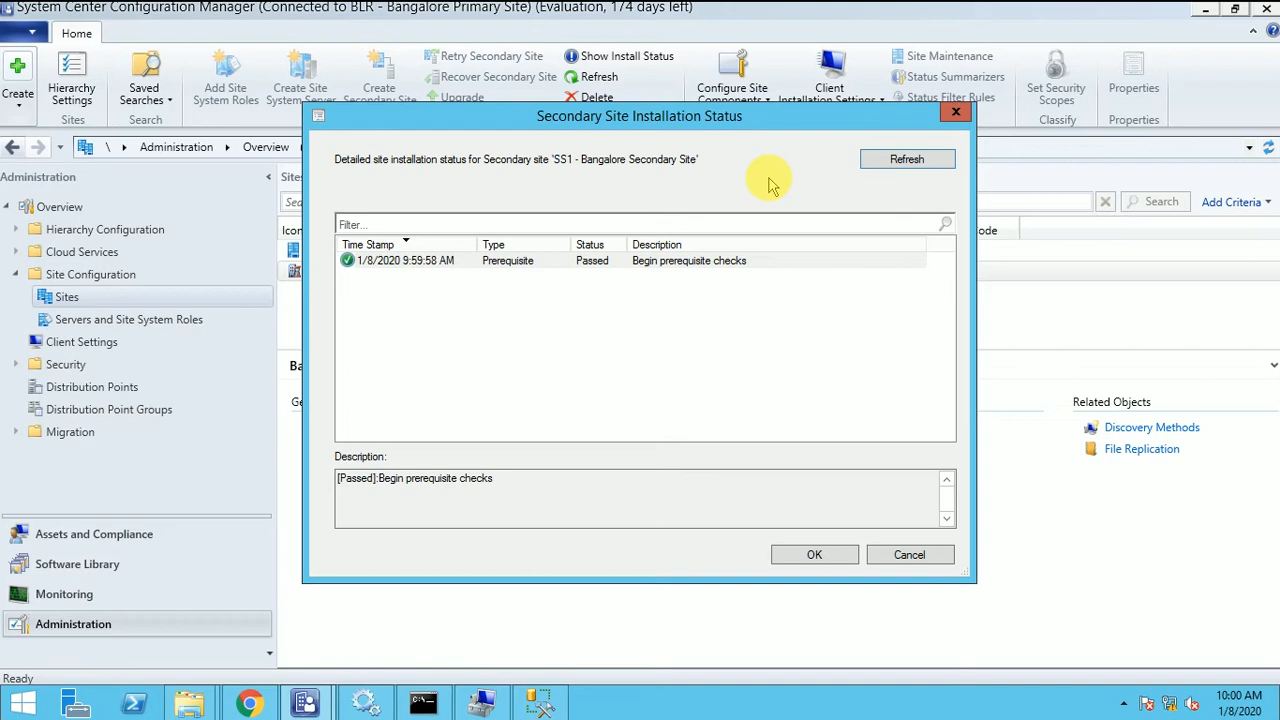 System Center Configuration Manager (Connected to BLR - Bangalore Primary Site) (Evaluation, 174 days left)
Home
Create
Hierarchy Settings
Saved Searches
Add Site System Roles
Create Site System Server
Create Secondary Site
Retry Secondary Site
Recover Secondary Site
Upgrade
Show Install Status
Refresh
Delete
Configure Site Components
Client Installation Settings
Site Maintenance
Status Summarizers
Status Filter Rules
Set Security Scopes
Properties
Sites
Search
Classify
Properties
\ Administration Overview
Administration
Overview
Hierarchy Configuration
Cloud Services
Site Configuration
Sites
Servers and Site System Roles
Client Settings
Security
Distribution Points
Distribution Point Groups
Migration
Assets and Compliance
Software Library
Monitoring
Administration
Sites
Search
Add Criteria
Related Objects
Discovery Methods
File Replication
Secondary Site Installation Status
Detailed site installation status for Secondary site 'SS1 - Bangalore Secondary Site'
Refresh
Filter...
Time Stamp Type Status Description
1/8/2020 9:59:58 AM Prerequisite Passed Begin prerequisite checks
Description:
[Passed]:Begin prerequisite checks
OK
Cancel
Ready
10:00 AM
1/8/2020